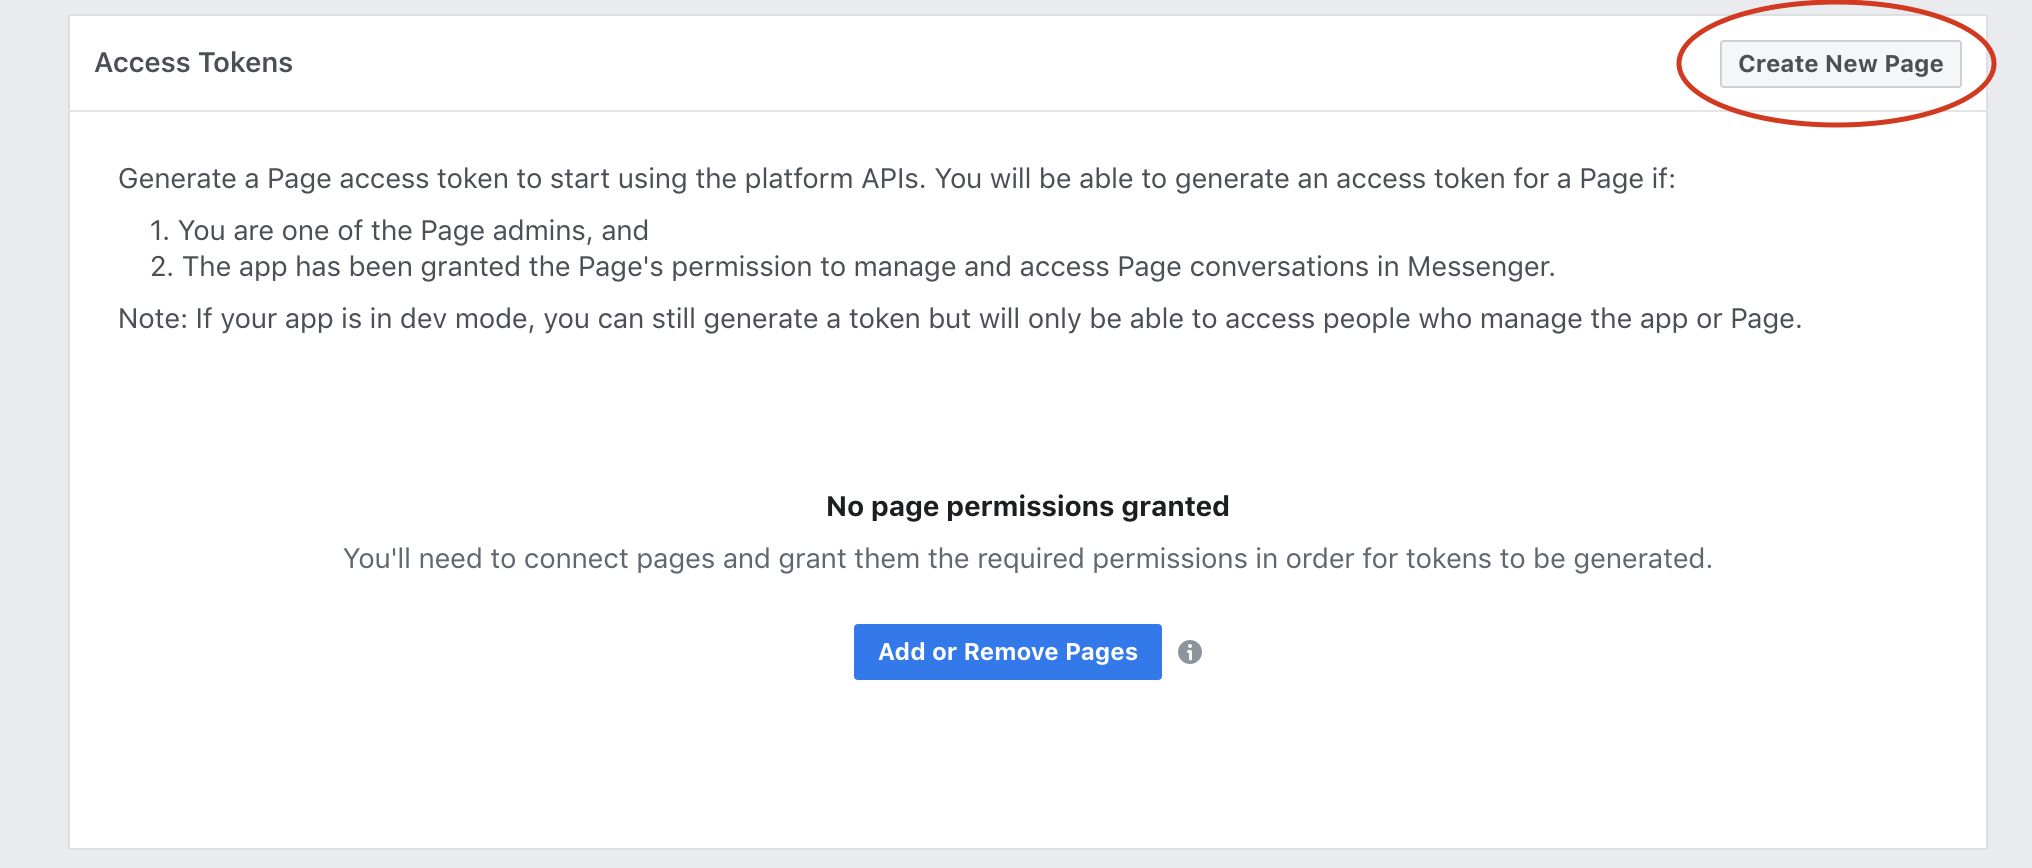 Access Tokens
Create New Page
Generate a Page access token to start using the platform APIs. You will be able to generate an access token for a Page if:
1. You are one of the Page admins, and
2. The app has been granted the Page's permission to manage and access Page conversations in Messenger.
Note: If your app is in dev mode, you can still generate a token but will only be able to access people who manage the app or Page.
No page permissions granted
You'll need to connect pages and grant them the required permissions in order for tokens to be generated.
Add or Remove Pages